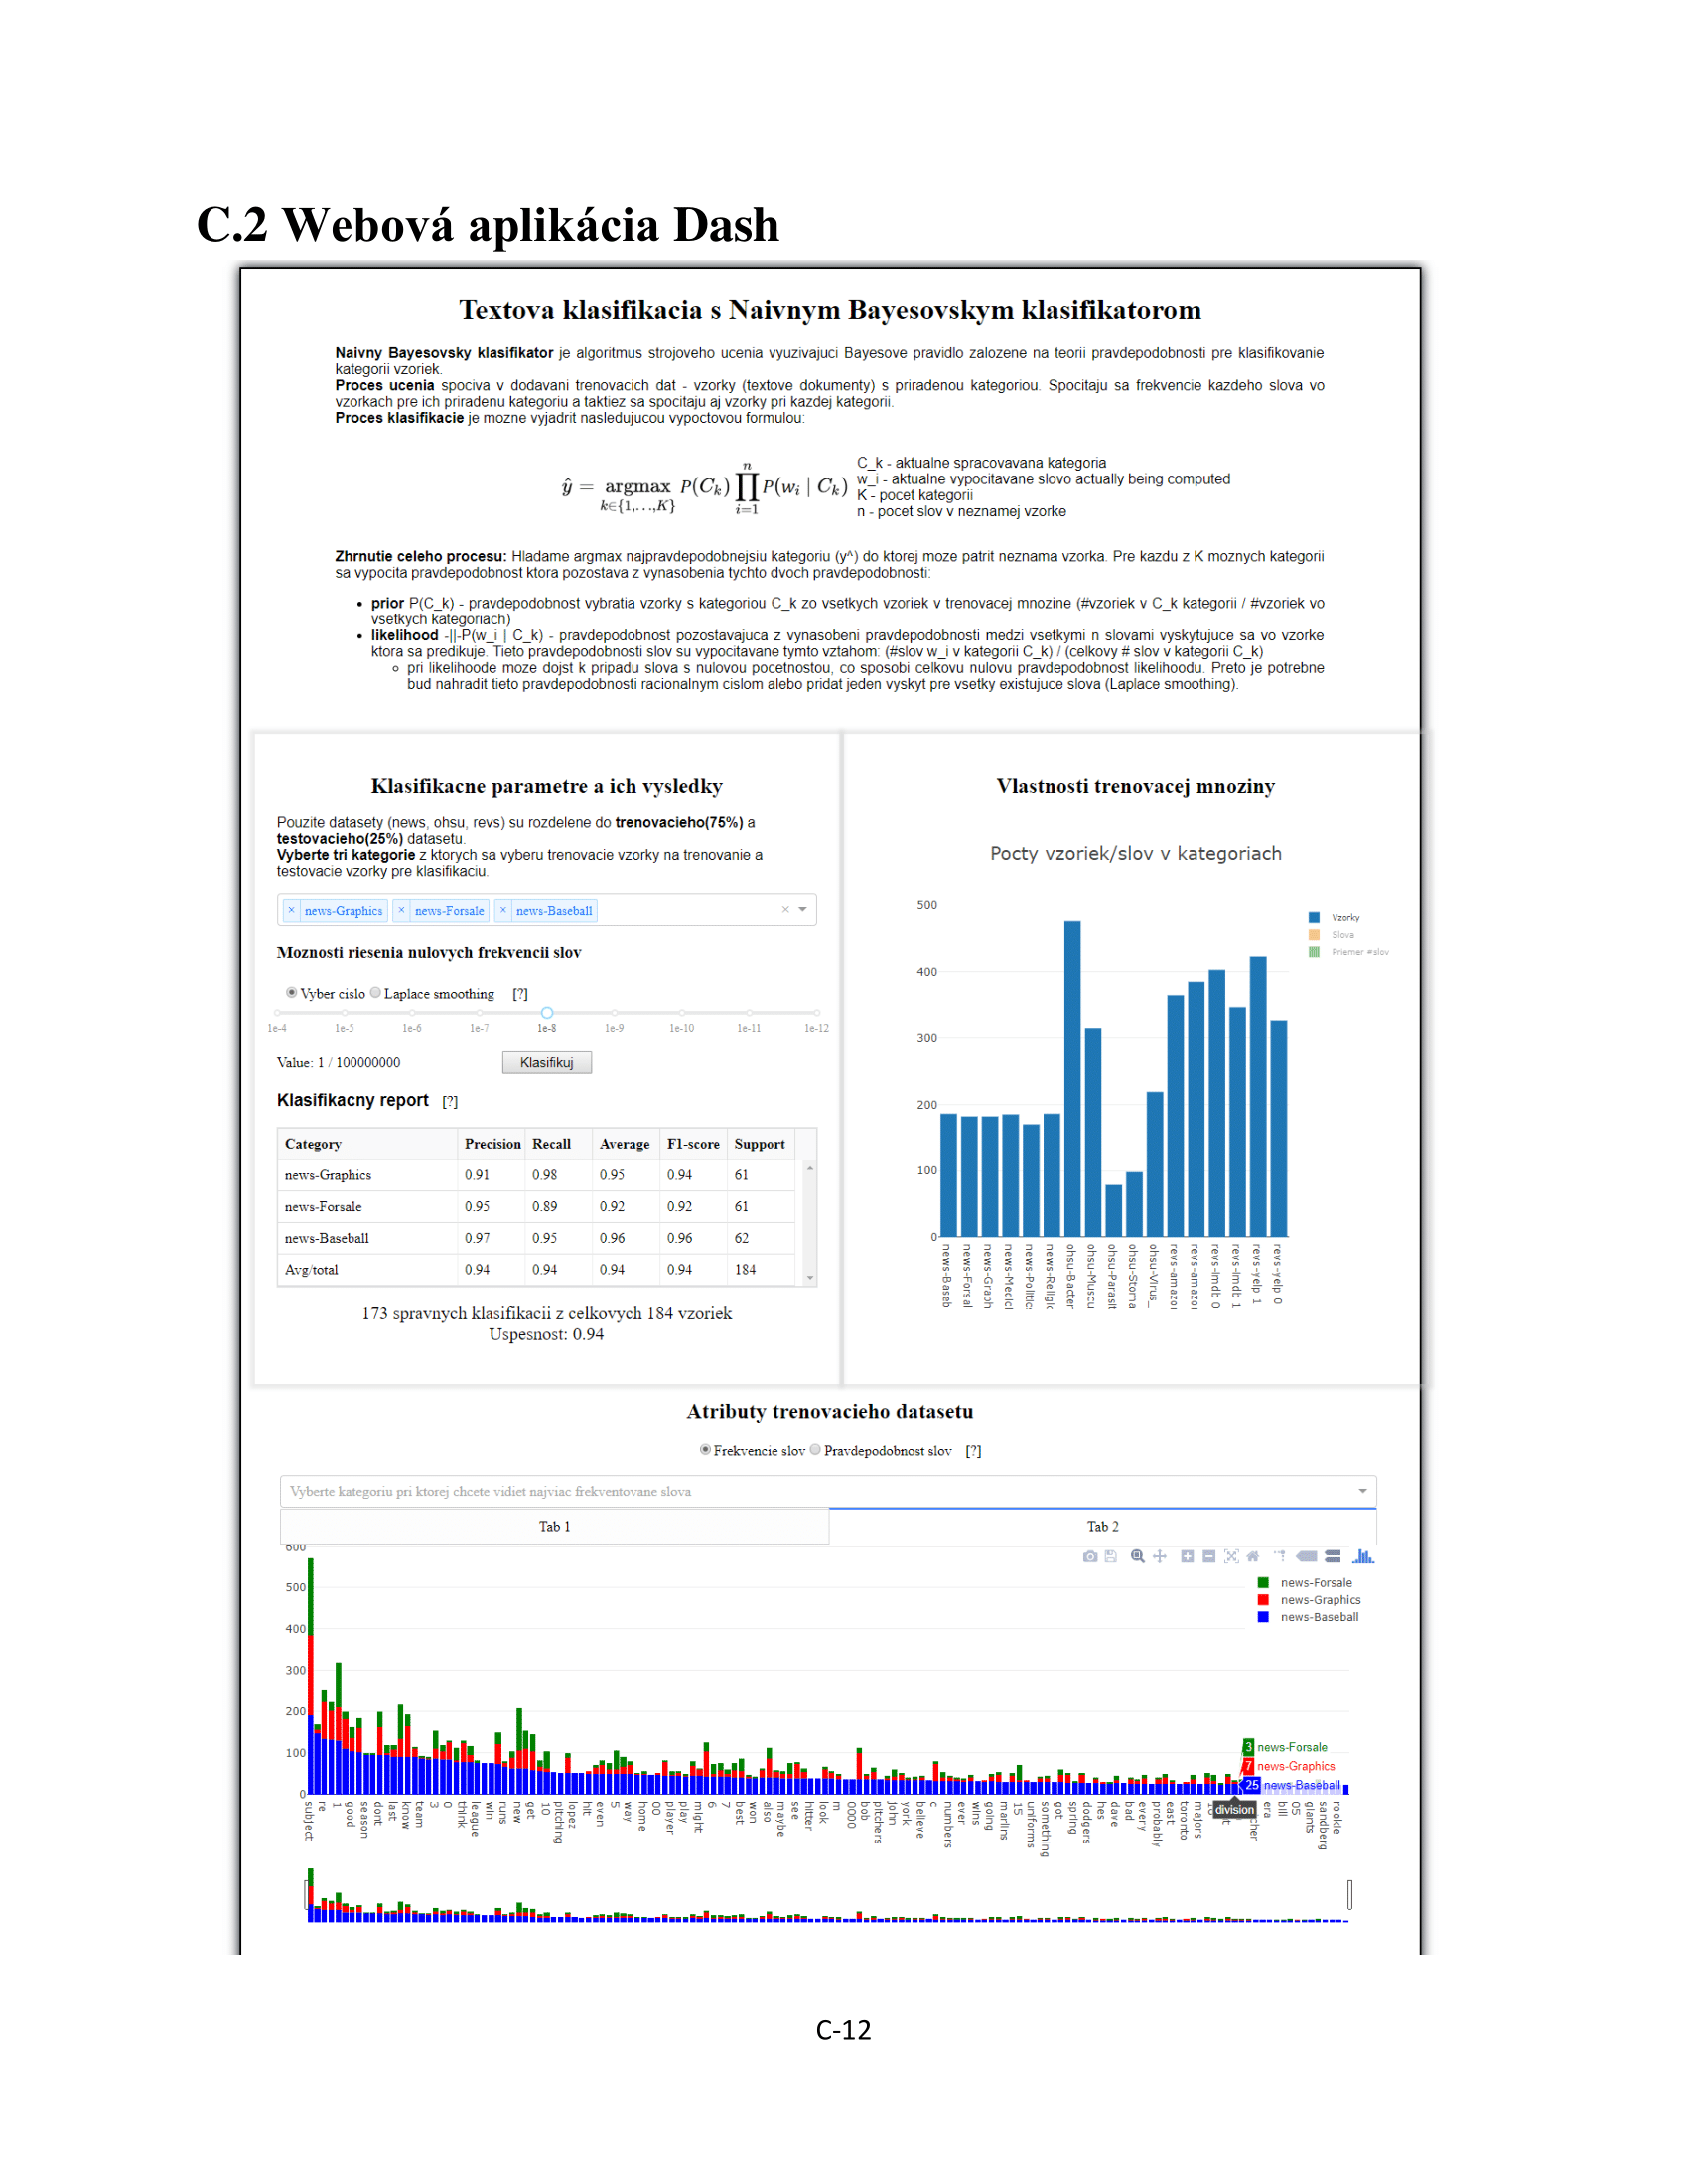 C.2 Webová aplikácia Dash
Textova klasifikacia s Naivnym Bayesovskym klasifikatorom
Naivny Bayesovsky klasifikator je algoritmus strojoveho ucenia vyuzivajuci Bayesove pravidlo zalozene na teorii pravdepodobnosti pre klasifikovanie
kategorii vzoriek.
Proces ucenia spociva v dodavani trenovacich dat - vzorky (textove dokumenty) s priradenou kategoriou. Spocitaju sa frekvencie kazdeho slova vo
vzorkach pre ich priradenu kategoriu a taktiez sa spocitaju aj vzorky pri kazdej kategorii.
Proces klasifikacie je mozne vyjadrit nasledujucou vypoctovou formulou:
ŷ = argmax k∈{1,...,K} P(C_k) ∏ i=1 n P(w_i | C_k)
C_k - aktualne spracovavana kategoria
w_i - aktualne vypocitavane slovo actually being computed
K - pocet kategorii
n - pocet slov v neznamej vzorke
Zhrnutie celeho procesu: Hladame argmax najpravdepodobnejsiu kategoriu (y^) do ktorej moze patrit neznama vzorka. Pre kazdu z K moznych kategorii
sa vypocita pravdepodobnost ktora pozostava z vynasobenia tychto dvoch pravdepodobnosti:
• prior P(C_k) - pravdepodobnost vybratia vzorky s kategoriou C_k zo vsetkych vzoriek v trenovacej mnozine (#vzoriek v C_k kategorii / #vzoriek vo
vsetkych kategoriach)
• likelihood -||-P(w_i | C_k) - pravdepodobnost pozostavajuca z vynasobeni pravdepodobnosti medzi vsetkymi n slovami vyskytujuce sa vo vzorke
ktora sa predikuje. Tieto pravdepodobnosti slov su vypocitavane tymto vztahom: (#slov w_i v kategorii C_k) / (celkovy # slov v kategorii C_k)
◦ pri likelihoode moze dojst k pripadu slova s nulovou pocetnostou, co sposobi celkovu nulovu pravdepodobnost likelihoodu. Preto je potrebne
bud nahradit tieto pravdepodobnosti racionalnym cislom alebo pridat jeden vyskyt pre vsetky existujuce slova (Laplace smoothing).
Klasifikacne parametre a ich vysledky
Pouzite datasety (news, ohsu, revs) su rozdelene do trenovacieho(75%) a
testovacieho(25%) datasetu.
Vyberte tri kategorie z ktorych sa vyberu trenovacie vzorky na trenovanie a
testovacie vzorky pre klasifikaciu.
× news-Graphics × news-Forsale × news-Baseball ×
Moznosti riesenia nulovych frekvencii slov
Vyber cislo Laplace smoothing [?]
1e-4 1e-5 1e-6 1e-7 1e-8 1e-9 1e-10 1e-11 1e-12
Value: 1 / 100000000 Klasifikuj
Klasifikacny report [?]
Category Precision Recall Average F1-score Support
news-Graphics 0.91 0.98 0.95 0.94 61
news-Forsale 0.95 0.89 0.92 0.92 61
news-Baseball 0.97 0.95 0.96 0.96 62
Avg/total 0.94 0.94 0.94 0.94 184
173 spravnych klasifikacii z celkovych 184 vzoriek
Uspesnost: 0.94
Vlastnosti trenovacej mnoziny
Pocty vzoriek/slov v kategoriach
500
400
300
200
100
0
Vzorky
Slova
Priemer #slov
news-Baseb
news-Forsal
news-Graph
news-Medici
news-Politic
news-Religi
ohsu-Bacter
ohsu-Muscu
ohsu-Parasit
ohsu-Stoma
ohsu-Virus_
revs-amazo
revs-amazo
revs-imdb 0
revs-imdb 1
revs-yelp 1
revs-yelp 0
Atributy trenovacieho datasetu
Frekvencie slov Pravdepodobnost slov [?]
Vyberte kategoriu pri ktorej chcete vidiet najviac frekventovane slova
Tab 1 Tab 2
600
500
400
300
200
100
0
news-Forsale
news-Graphics
news-Baseball
3 news-Forsale
7 news-Graphics
25 news-Baseball
division
subject re 1 good season dont last know team 3 0 think league win runs new get 10 pitching lopez hit even 5 way home 00 player play might 6 7 best won also maybe see hitter look m 0000 bob pitchers john york believe c numbers ever wins going marlins 15 uniforms something got spring dodgers hes dave bad every probably east toronto majors cher era bill 05 giants sandberg rookie
C-12